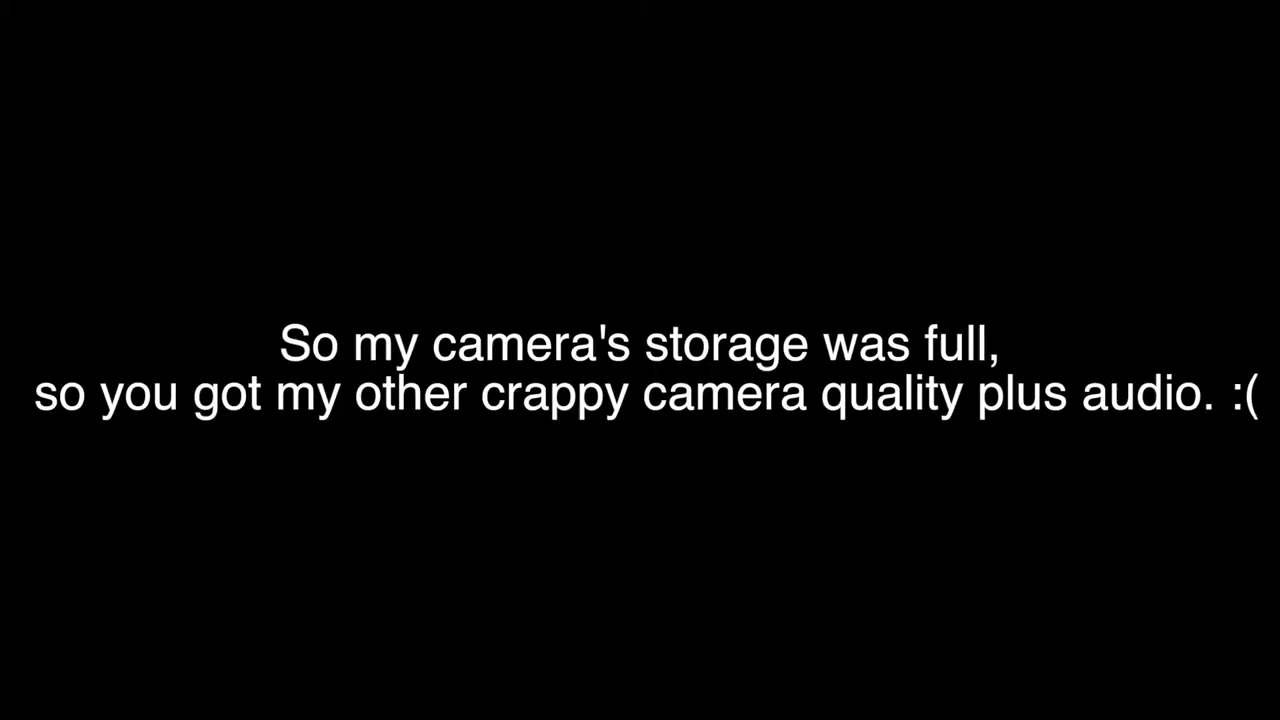 So my camera's storage was full,
so you got my other crappy camera quality plus audio. :(